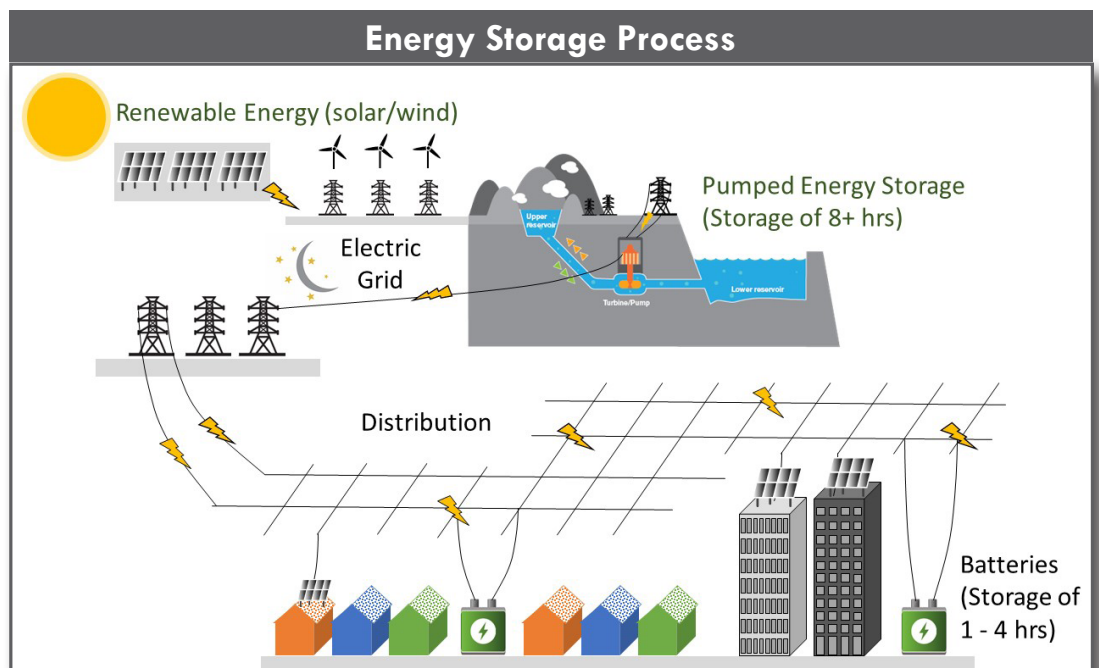 Energy Storage Process
Renewable Energy (solar/wind)
Pumped Energy Storage
(Storage of 8+ hrs)
Upper
reservoir
Electric
Grid
Turbine/Pump
Lower reservoir
Distribution
Batteries
(Storage of
1 - 4 hrs)